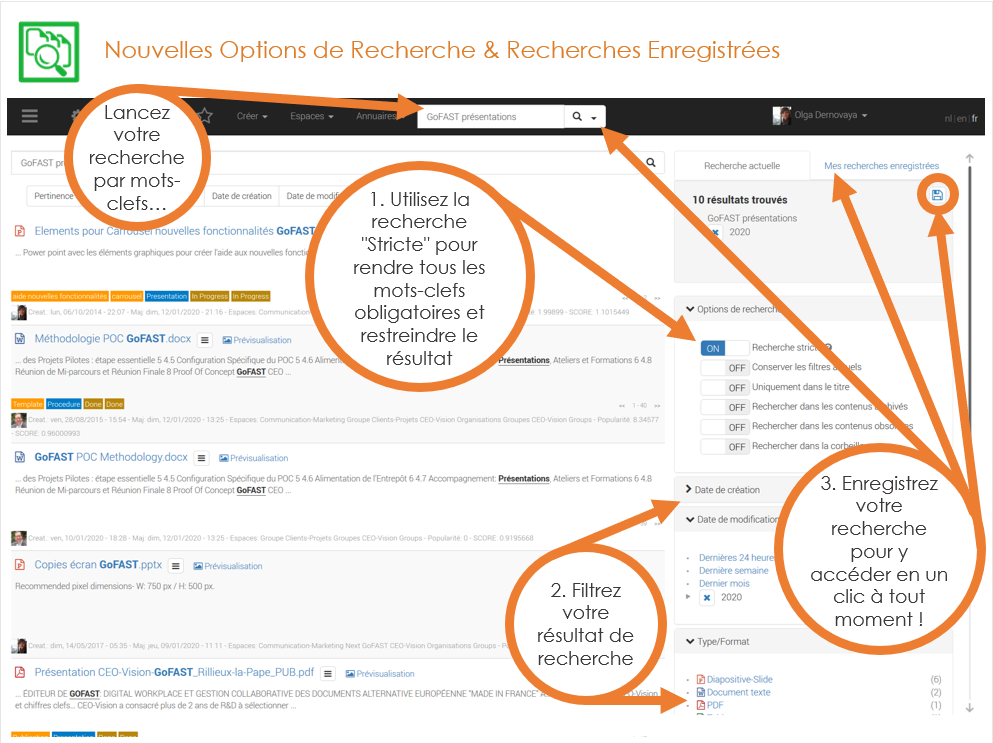 Nouvelles Options de Recherche & Recherches Enregistrées
Créer
Espaces
Annuaires
GoFAST présentations
Olga Demovaya
nl | en | fr
Lancez
votre
recherche
par mots-
clefs...
GoFAST
Pertinence
Date de création
Date de modif
Elements pour Carrousel nouvelles fonctionnalités GoFAST
... Power point avec les éléments graphiques pour créer l'aide aux nouvelles fonction
aide nouvelles fonctionnalités carrousel Presentation In Progress In Progress
Creat : lun, 06/10/2014 - 22:07 - Maj: dim, 12/01/2020 - 21:16 - Espaces: Communication
1.99899 - SCORE: 1.1015449
1. Utilisez la
recherche
"Stricte" pour
rendre tous les
mots-clefs
obligatoires et
restreindre le
résultat
Méthodologie POC GoFAST.docx
Prévisualisation
... des Projets Pilotes : étape essentielle 5 4.5 Configuration Spécifique du POC 5 4.6
Présentations, Ateliers et Formations 6 4.8
Réunion de Mi-parcours et Réunion Finale 8 Proof Of Concept GoFAST CEO ...
Template Procedure Done Done
1 - 40
Creat : ven, 28/08/2015 - 15:54 - Maj: dim, 12/01/2020 - 13:25 - Espaces: Communication-Marketing Groupe Clients-Projets CEO-Vision Organisations Groupes CEO-Vision Groups - Popularité: 8.34577
- SCORE: 0.96000993
GoFAST POC Methodology.docx
Prévisualisation
... des Projets Pilotes : étape essentielle 5 4.5 Configuration Spécifique du POC 5 4.6 Alimentation de l'Entrepôt 6 4.7 Accompagnement: Présentations, Ateliers et Formations 6 4.8
Réunion de Mi-parcours et Réunion Finale 8 Proof Of Concept GoFAST CEO ...
Creat : ven, 10/01/2020 - 18:28 - Maj: dim, 12/01/2020 - 13:25 - Espaces: Groupe Clients-Projets Groupes CEO-Vision Groups - Popularité: 0 - SCORE: 0.9195668
Copies écran GoFAST.pptx
Prévisualisation
Recommended pixel dimensions- W: 750 px / H: 500 px.
Creat : dim, 14/05/2017 - 05:35 - Maj: jeu, 09/01/2020 - 11:11 - Espaces: Communication-Marketing Next GoFAST CEO-Vision Organisations Groups
Présentation CEO-Vision-GoFAST_Rillieux-la-Pape_PUB.pdf
Prévisualisation
... ÉDITEUR DE GOFAST: DIGITAL WORKPLACE ET GESTION COLLABORATIVE DES DOCUMENTS ALTERNATIVE EUROPÉENNE "MADE IN FRANCE"
et chiffres clefs... CEO-Vision a consacré plus de 2 ans de R&D à sélectionner ...
2. Filtrez
votre
résultat de
recherche
Recherche actuelle
Mes recherches enregistrées
10 résultats trouvés
GoFAST présentations
2020
Options de recherche
ON Recherche stricte
OFF Conserver les filtres actuels
OFF Uniquement dans le titre
OFF Rechercher dans les contenus archivés
OFF Rechercher dans les contenus obsolètes
OFF Rechercher dans la corbeille
Date de création
Date de modification
Dernières 24 heures
Dernière semaine
Dernier mois
2020
3. Enregistrez
votre
recherche
pour y
accéder en un
clic à tout
moment !
Type/Format
Diapositive-Slide (6)
Document texte (2)
PDF (1)